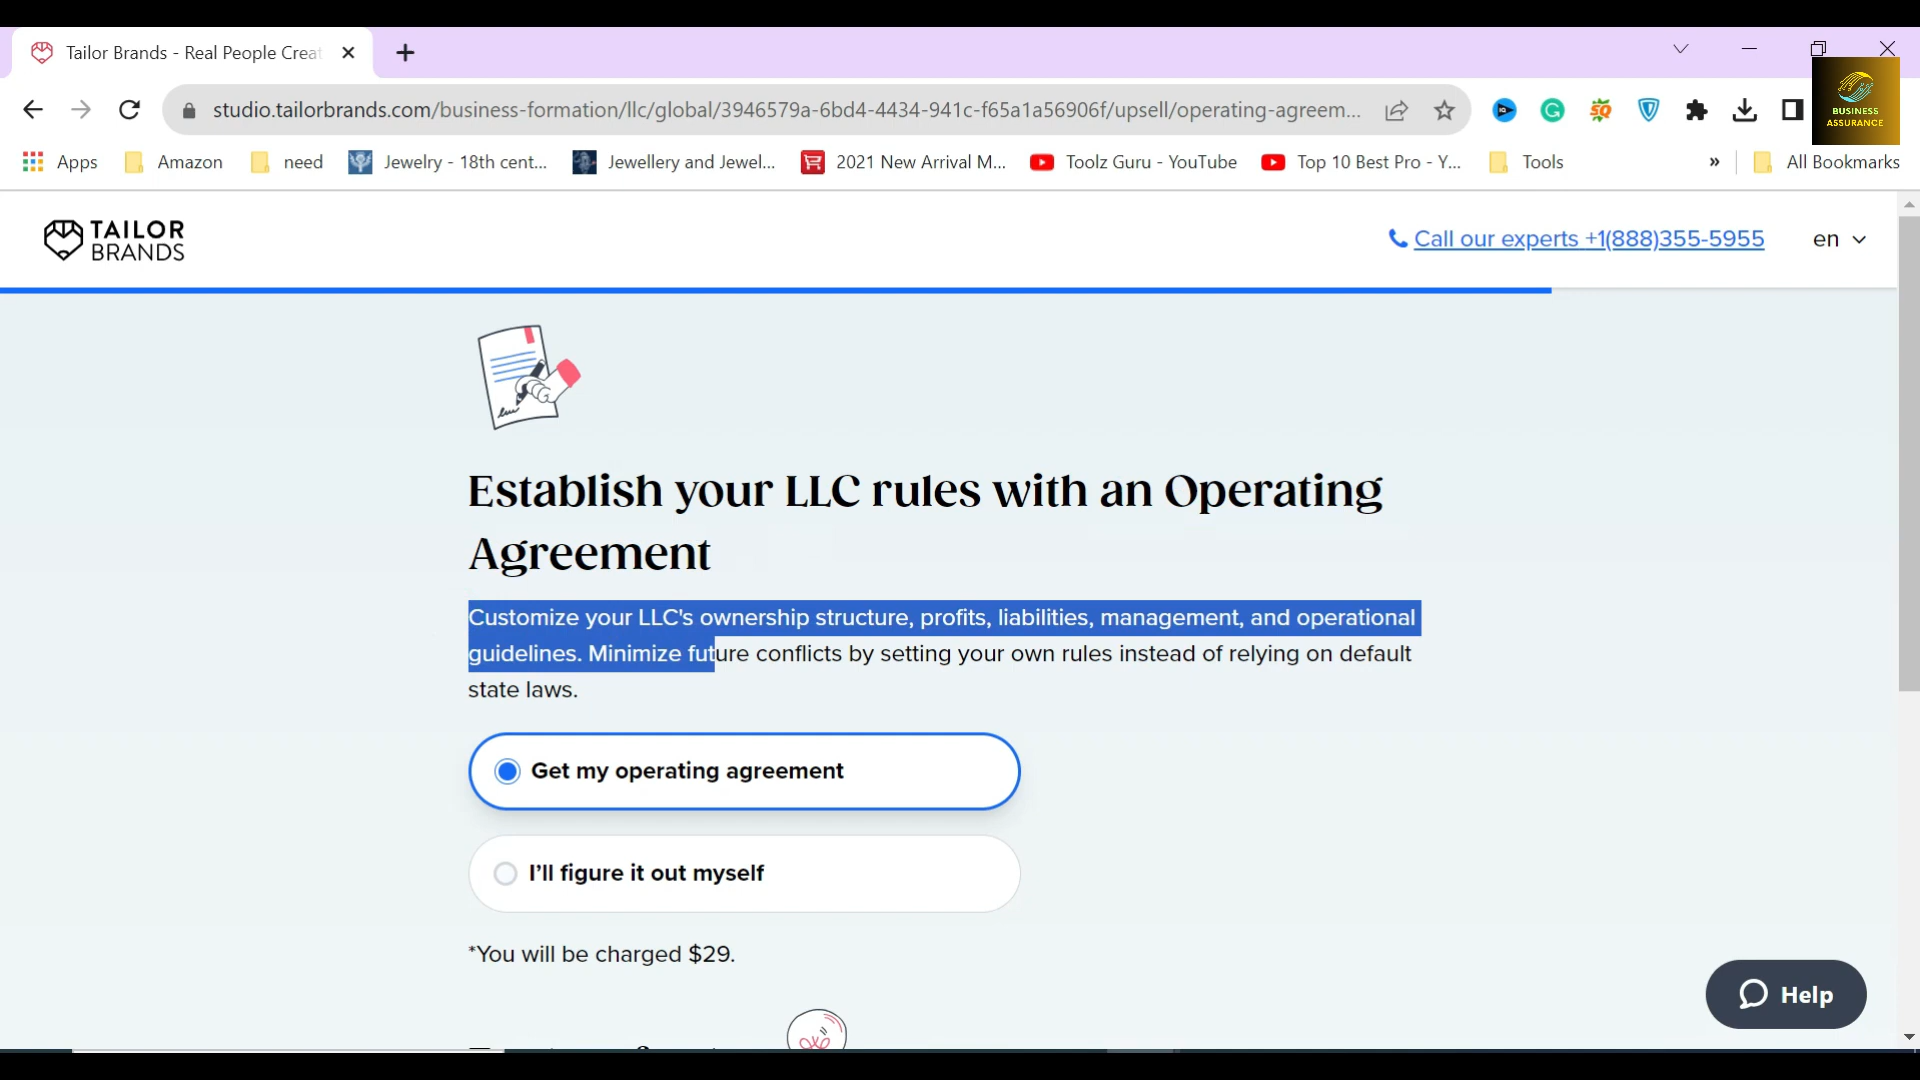 Tailor Brands - Real People Creat
studio.tailorbrands.com/business-formation/llc/global/3946579a-6bd4-4434-941c-f65a1a56906f/upsell/operating-agreem...
BUSINESS
ASSURANCE
Apps
Amazon
need
Jewelry - 18th cent...
Jewellery and Jewel...
2021 New Arrival M...
Toolz Guru - YouTube
Top 10 Best Pro - Y...
Tools
»
All Bookmarks
TAILOR
BRANDS
Call our experts +1(888)355-5955
en
Establish your LLC rules with an Operating
Agreement
Customize your LLC's ownership structure, profits, liabilities, management, and operational
guidelines. Minimize future conflicts by setting your own rules instead of relying on default
state laws.
Get my operating agreement
I’ll figure it out myself
*You will be charged $29.
Help